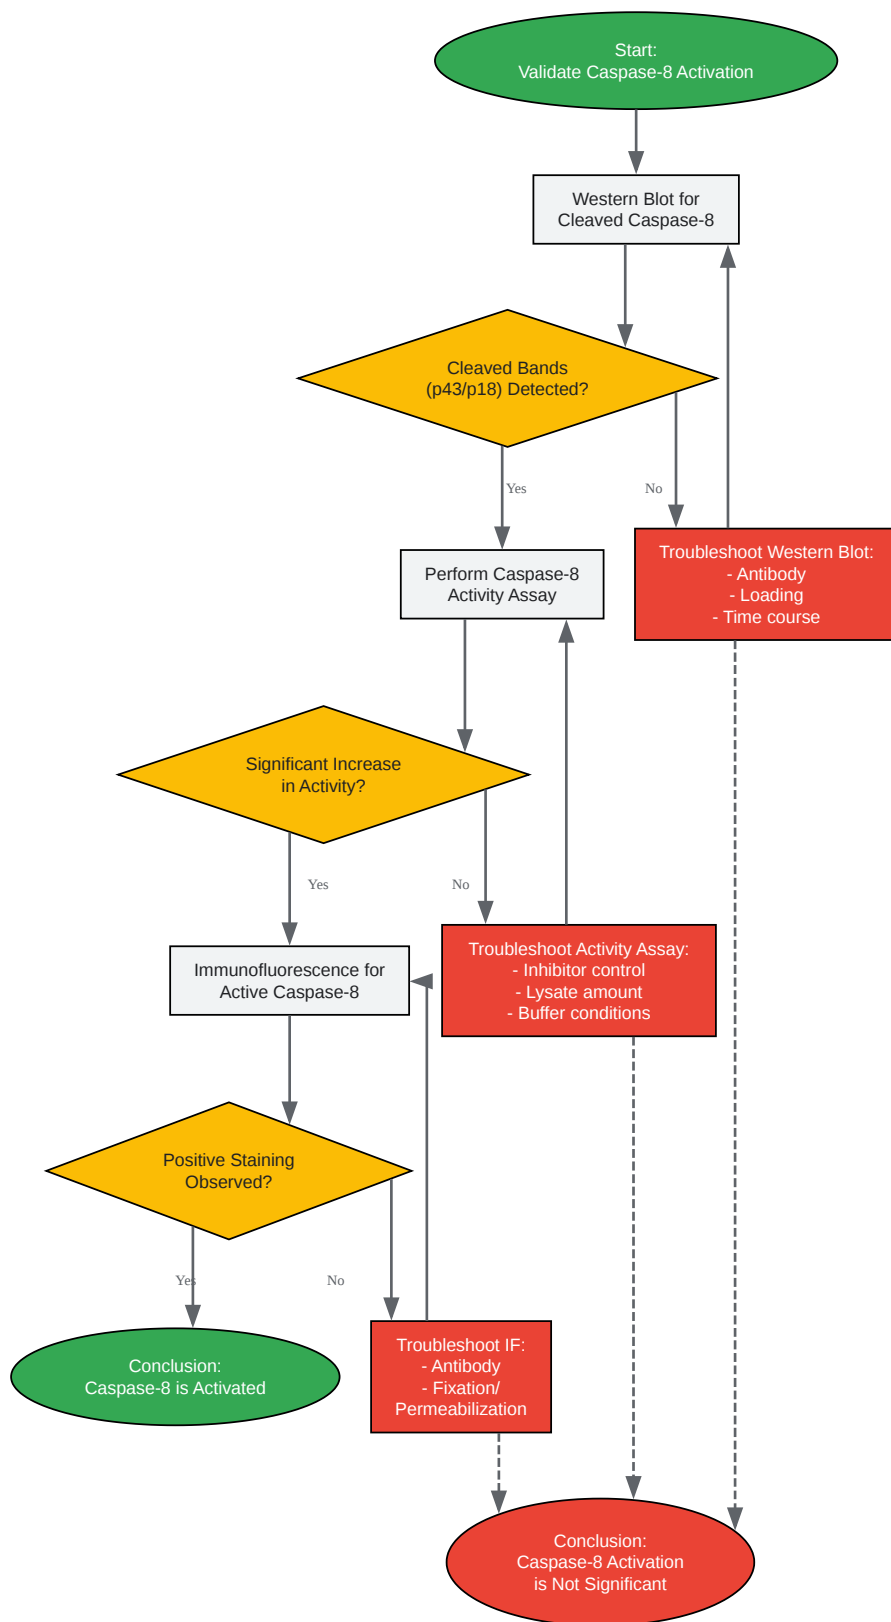 Start:
Validate Caspase-8 Activation
Western Blot for
Cleaved Caspase-8
Cleaved Bands
(p43/p18) Detected?
Yes
No
Troubleshoot Western Blot:
- Antibody
- Loading
- Time course
Perform Caspase-8
Activity Assay
Significant Increase
in Activity?
Yes
No
Troubleshoot Activity Assay:
- Inhibitor control
- Lysate amount
- Buffer conditions
Immunofluorescence for
Active Caspase-8
Positive Staining
Observed?
Yes
No
Troubleshoot IF:
- Antibody
- Fixation/
Permeabilization
Conclusion:
Caspase-8 is Activated
Conclusion:
Caspase-8 Activation
is Not Significant